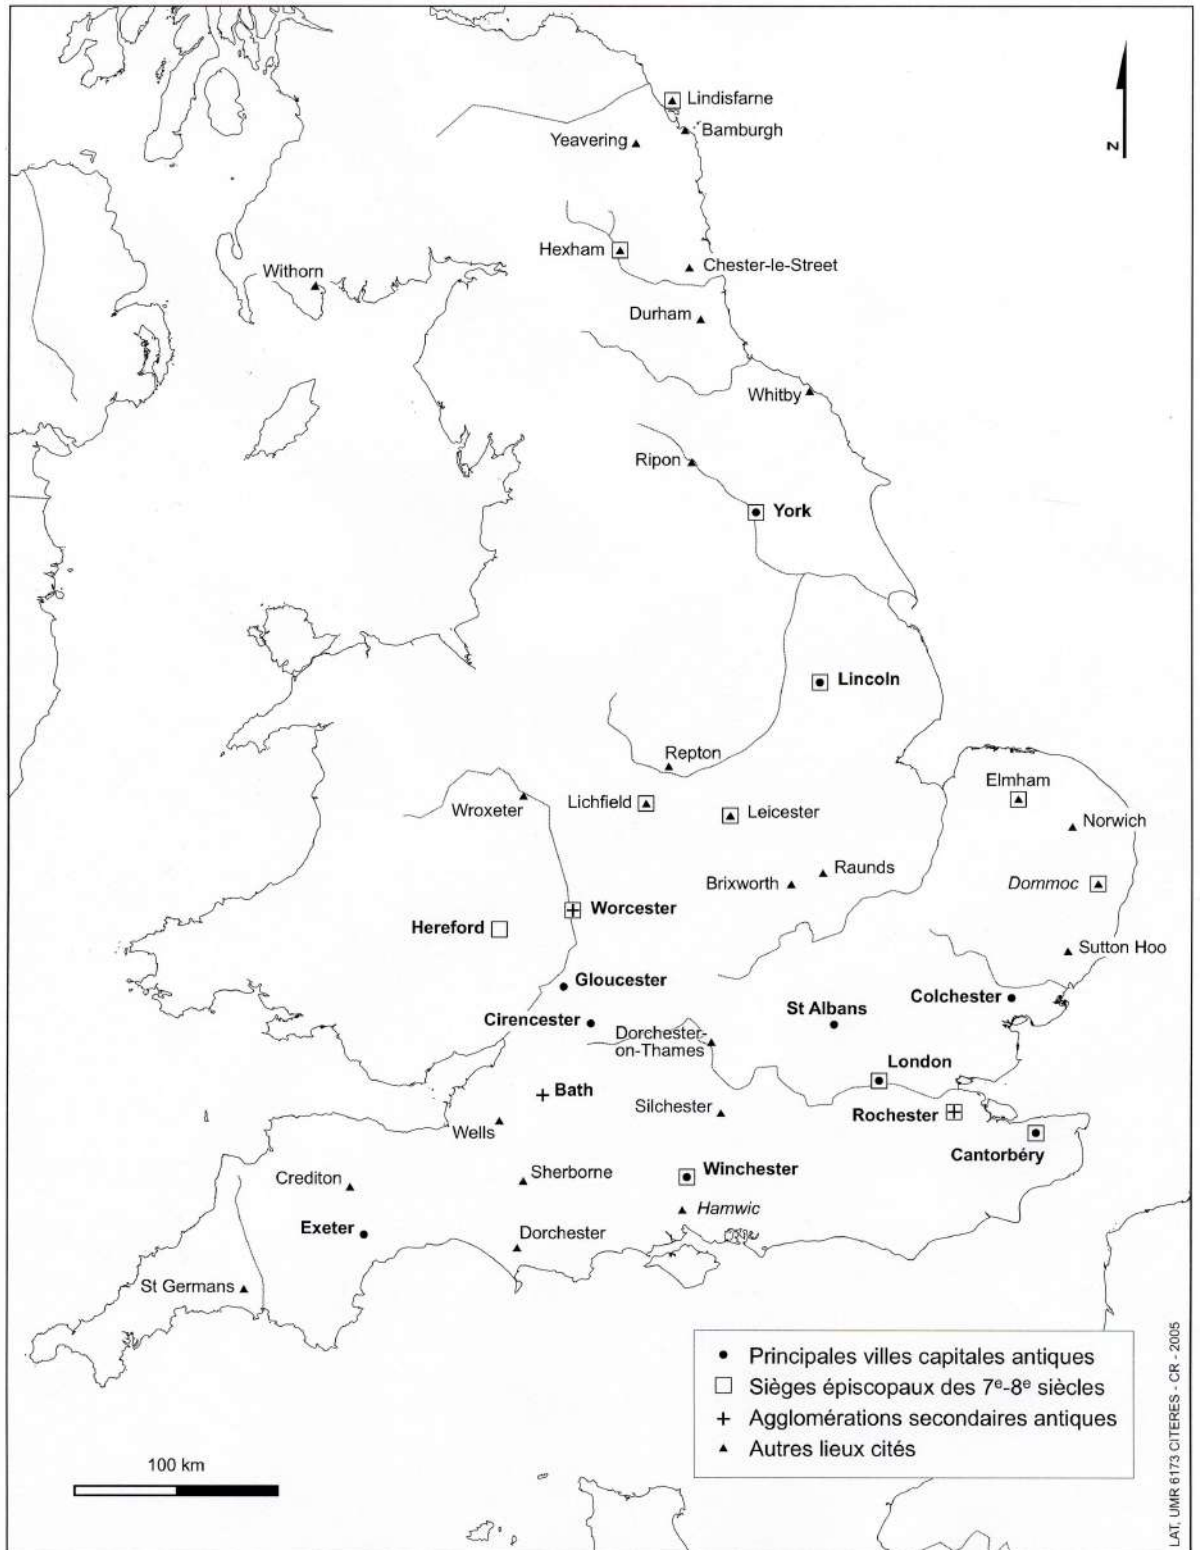 Lindisfarne
Bamburgh
Yeavering
N
Hexham
Chester-le-Street
Withorn
Durham
Whitby
Ripon
York
Lincoln
Repton
Elmham
Wroxeter
Lichfield
Leicester
Norwich
Brixworth
Raunds
Dommoc
Hereford
Worcester
Sutton Hoo
Gloucester
Colchester
Cirencester
St Albans
Dorchester-
on-Thames
London
Bath
Silchester
Rochester
Wells
Cantorbéry
Crediton
Sherborne
Winchester
Hamwic
Exeter
Dorchester
St Germans
Principales villes capitales antiques
Sièges épiscopaux des 7e-8e siècles
Agglomérations secondaires antiques
Autres lieux cités
100 km
LAT, UMR 6173 CITERES - CR - 2005